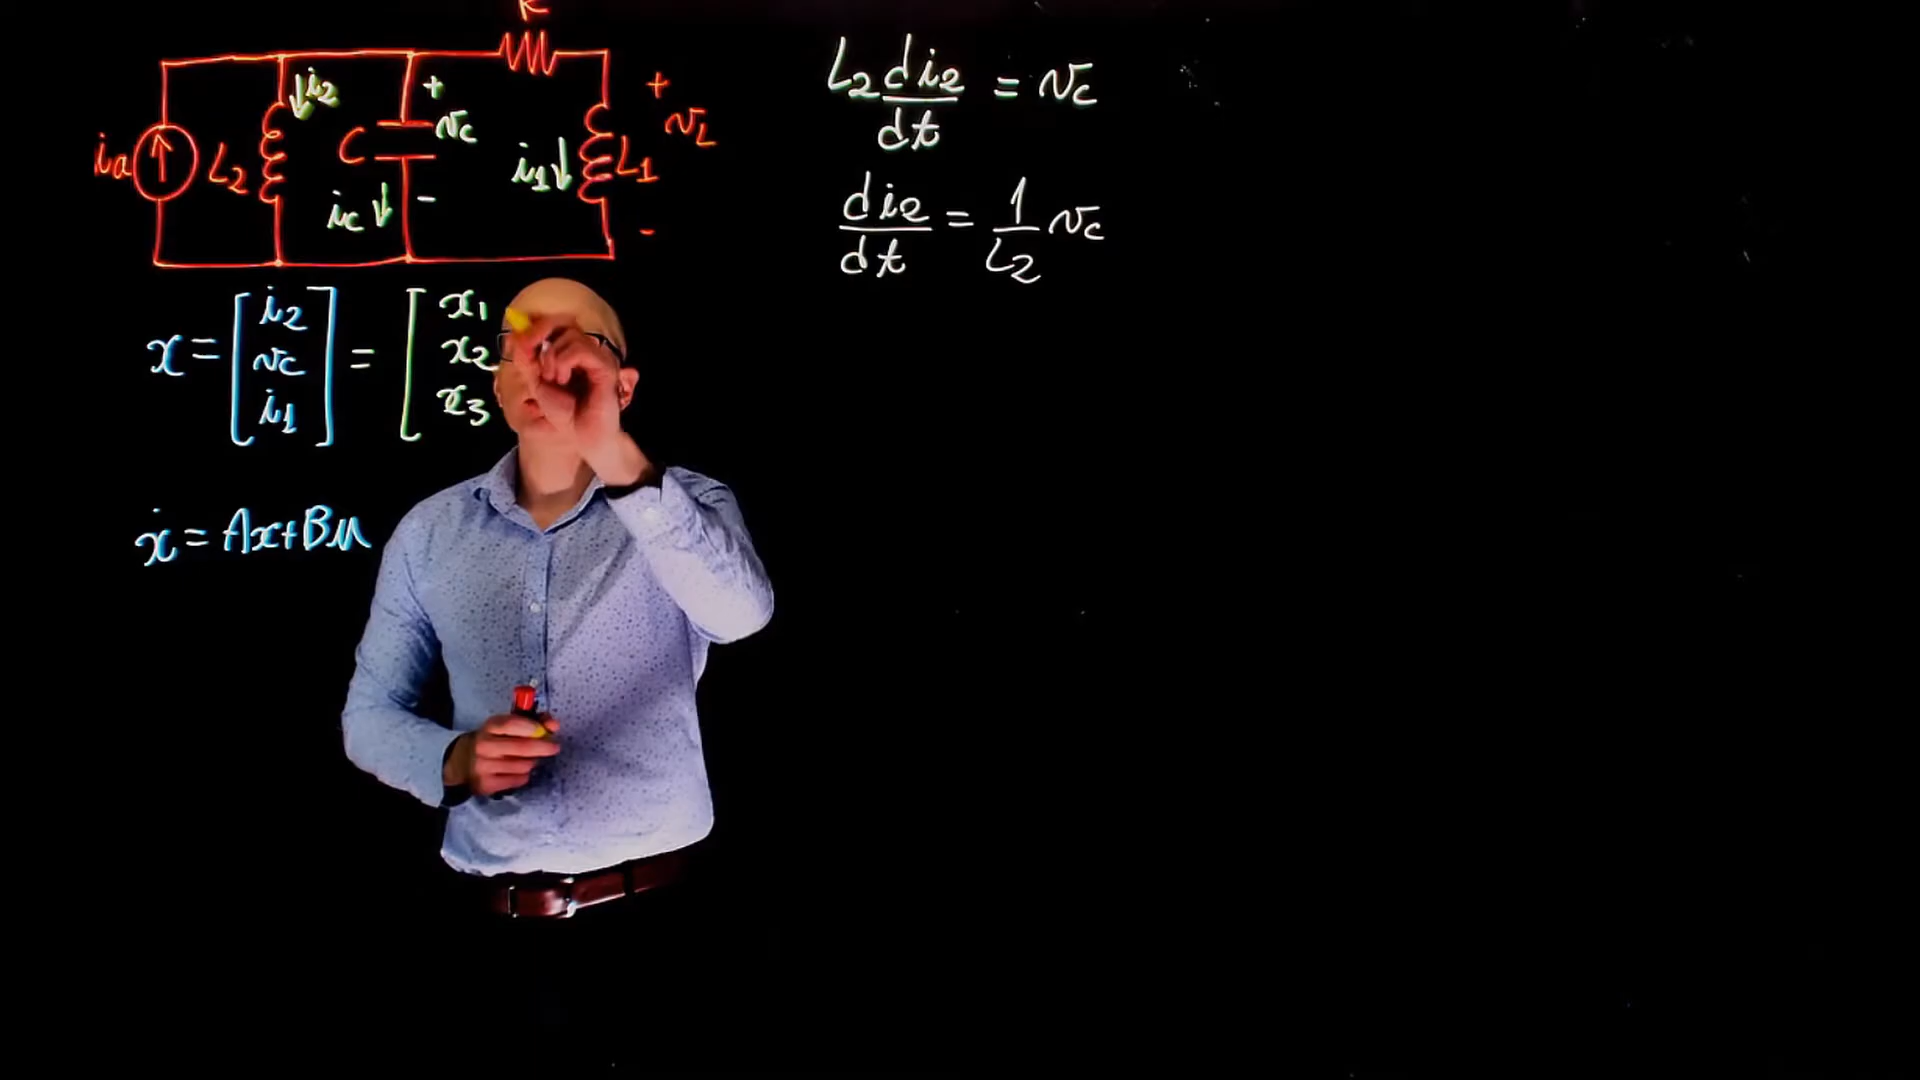 R
i₂
+
+
ia
L₂
C
vc
i₁
L₁
vL
ic
-
-
x = [i₂ vc i₁] = [x₁ x₂ x₃
ẋ = Ax+Bu
L₂ di₂/dt = vc
di₂/dt = 1/L₂ vc